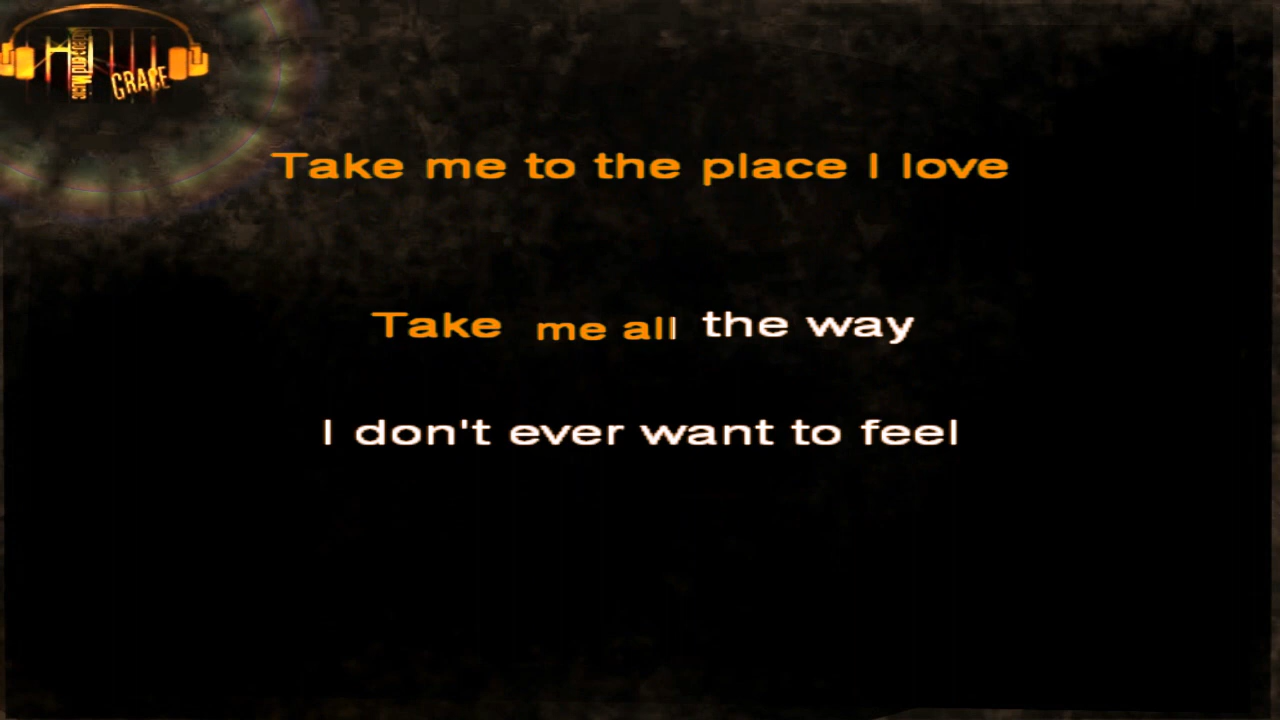 GRACE
Take me to the place I love
Take me all the way
I don't ever want to feel